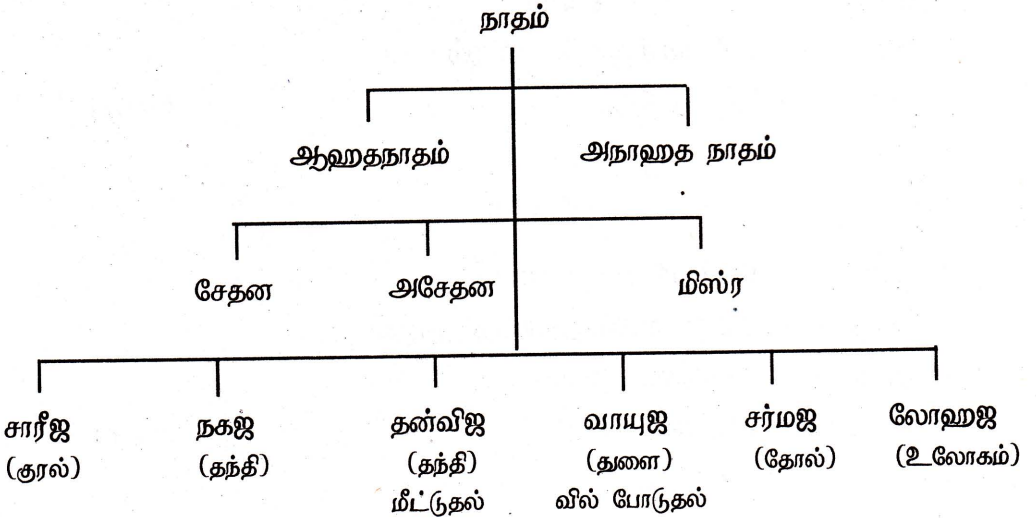 நாதம்
ஆஹதநாதம் அநாஹத நாதம்
சேதன அசேதன மிஸ்ர
சாரீஜ நகஜ தன்விஜ வாயுஜ சர்மஜ லோஹஜ
(குரல்) (தந்தி) (தந்தி) (துளை) (தோல்) (உலோகம்)
மீட்டுதல் வில் போடுதல்